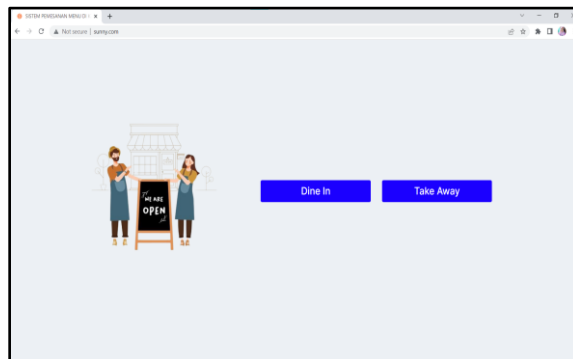 SISTEM PEMESANAN MENU DI
Not secure | sunny.com
WE ARE
OPEN
Dine In
Take Away